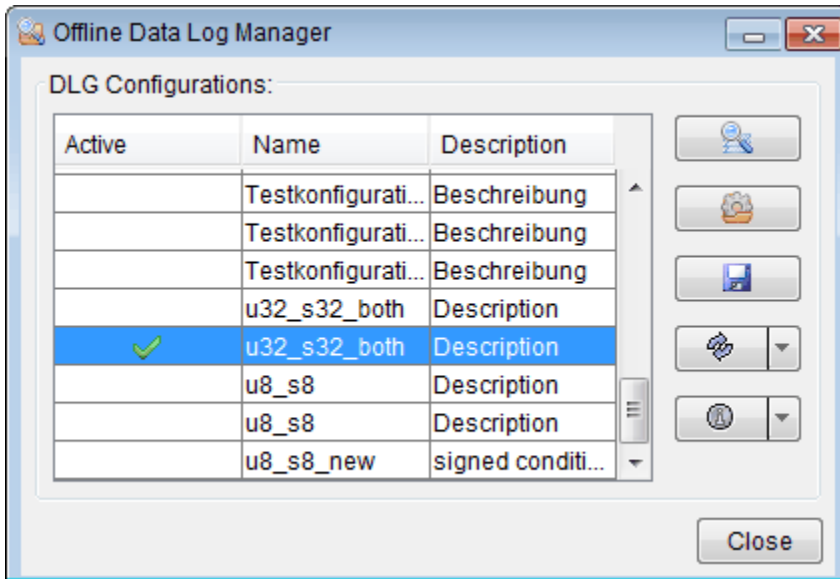 Offline Data Log Manager
DLG Configurations:
Active Name Description
Testkonfigurati... Beschreibung
Testkonfigurati... Beschreibung
Testkonfigurati... Beschreibung
u32_s32_both Description
u32_s32_both Description
u8_s8 Description
u8_s8 Description
u8_s8_new signed conditi...
Close